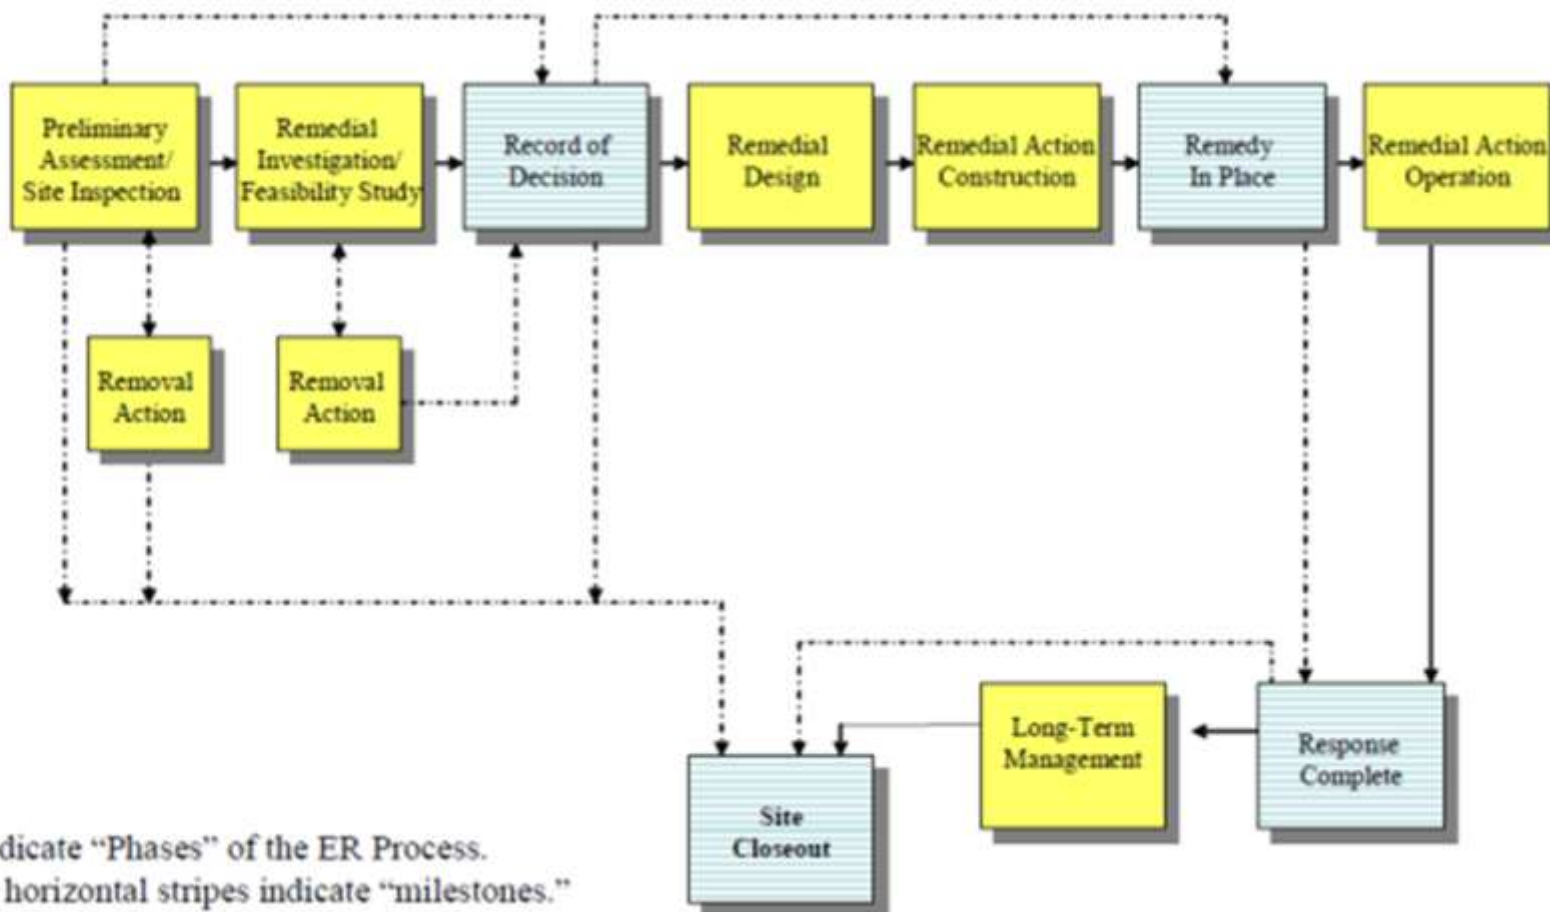 Preliminary
Assessment/
Site Inspection
Remedial
Investigation/
Feasibility Study
Record of
Decision
Remedial
Design
Remedial Action
Construction
Remedy
In Place
Remedial Action
Operation
Removal
Action
Removal
Action
Long-Term
Management
Response
Complete
Site
Closeout
dicate “Phases” of the ER Process.
horizontal stripes indicate “milestones.”